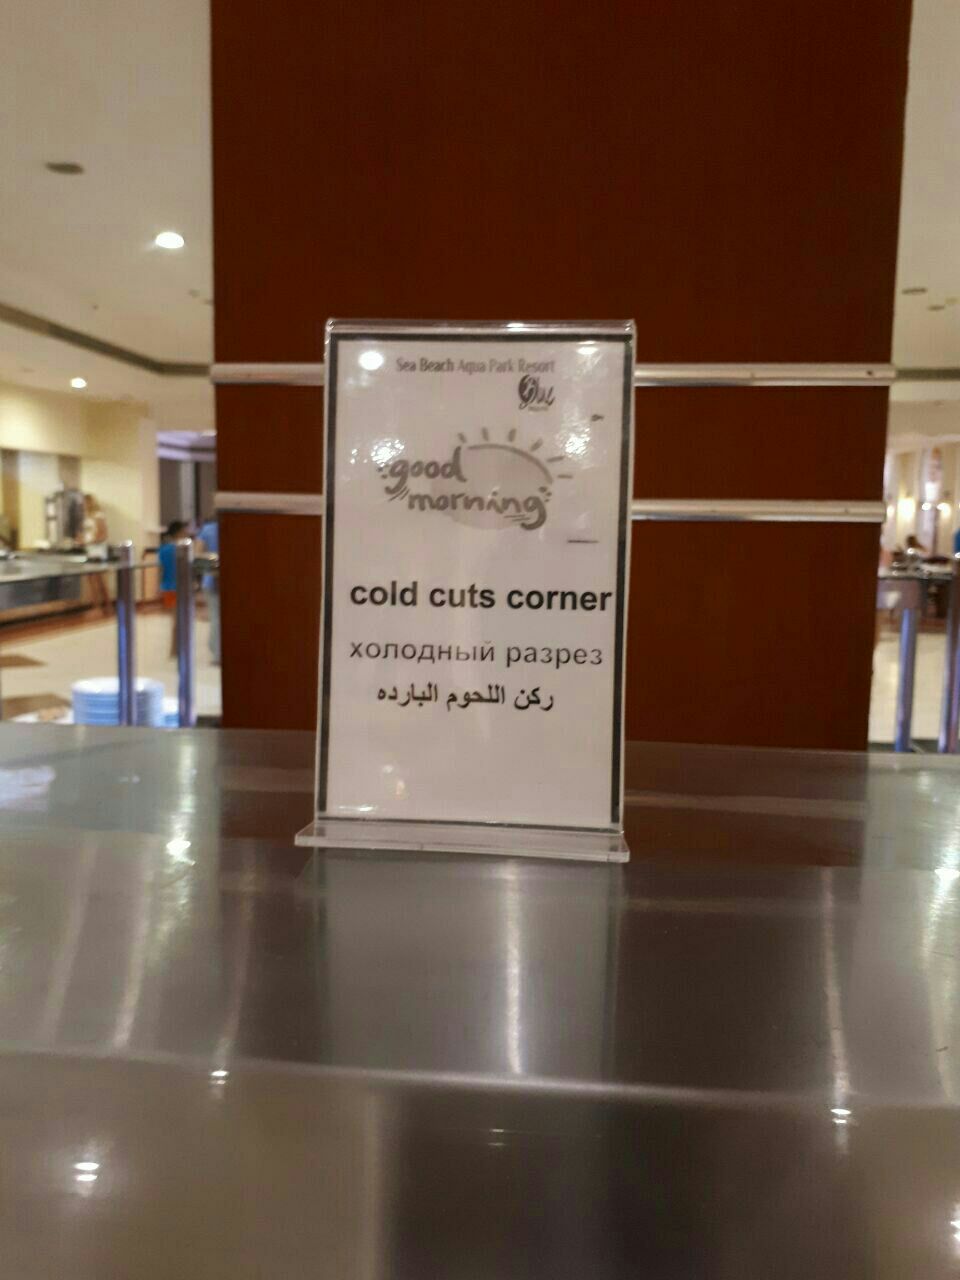 Sea Beach Aqua Park Resort
good
morning
cold cuts corner
холодный разрез
ركن اللحوم البارده